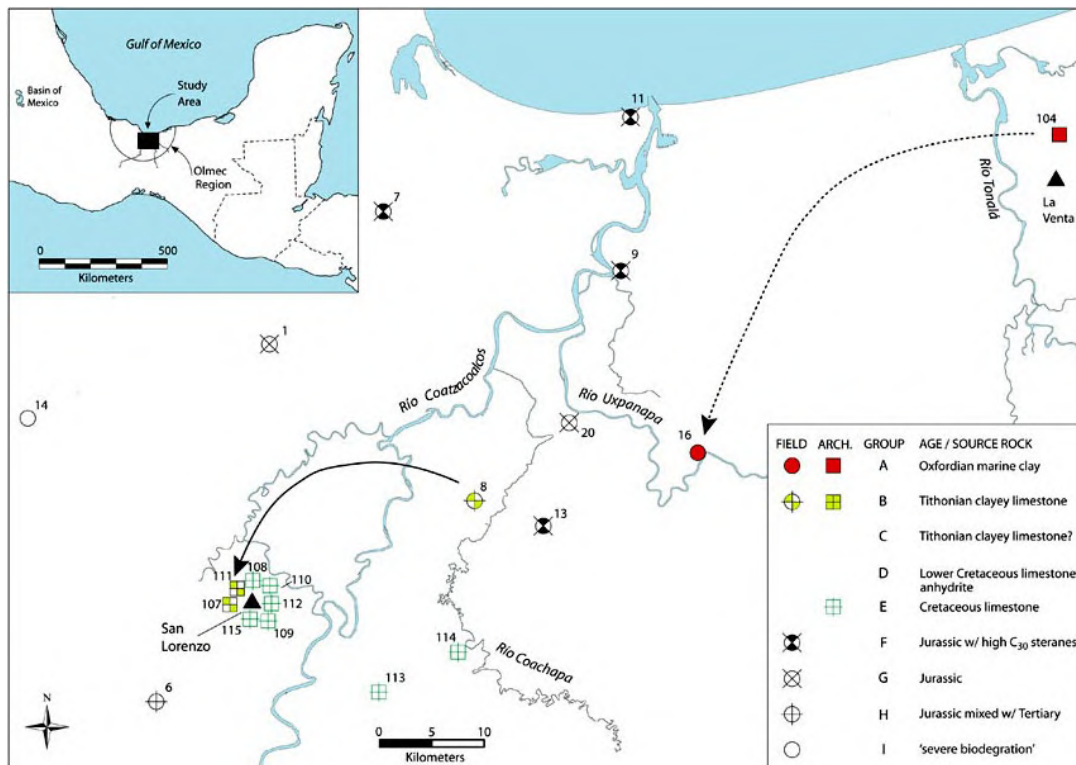 Gulf of Mexico
Basin of
Mexico
Study
Area
Olmec
Region
0 500
Kilometers
11
104
La
Venta
Río Tonalá
7
9
1
Río Coatzacoalcos
14
Río Uxpanapa
20
16
8
13
111
108
110
107
112
San
Lorenzo
115
109
114
Río Coachapa
113
6
N
0 5 10
Kilometers
FIELD ARCH. GROUP AGE / SOURCE ROCK
A Oxfordian marine clay
B Tithonian clayey limestone
C Tithonian clayey limestone?
D Lower Cretaceous limestone
anhydrite
E Cretaceous limestone
F Jurassic w/ high C30 steranes
G Jurassic
H Jurassic mixed w/ Tertiary
I ‘severe biodegration’